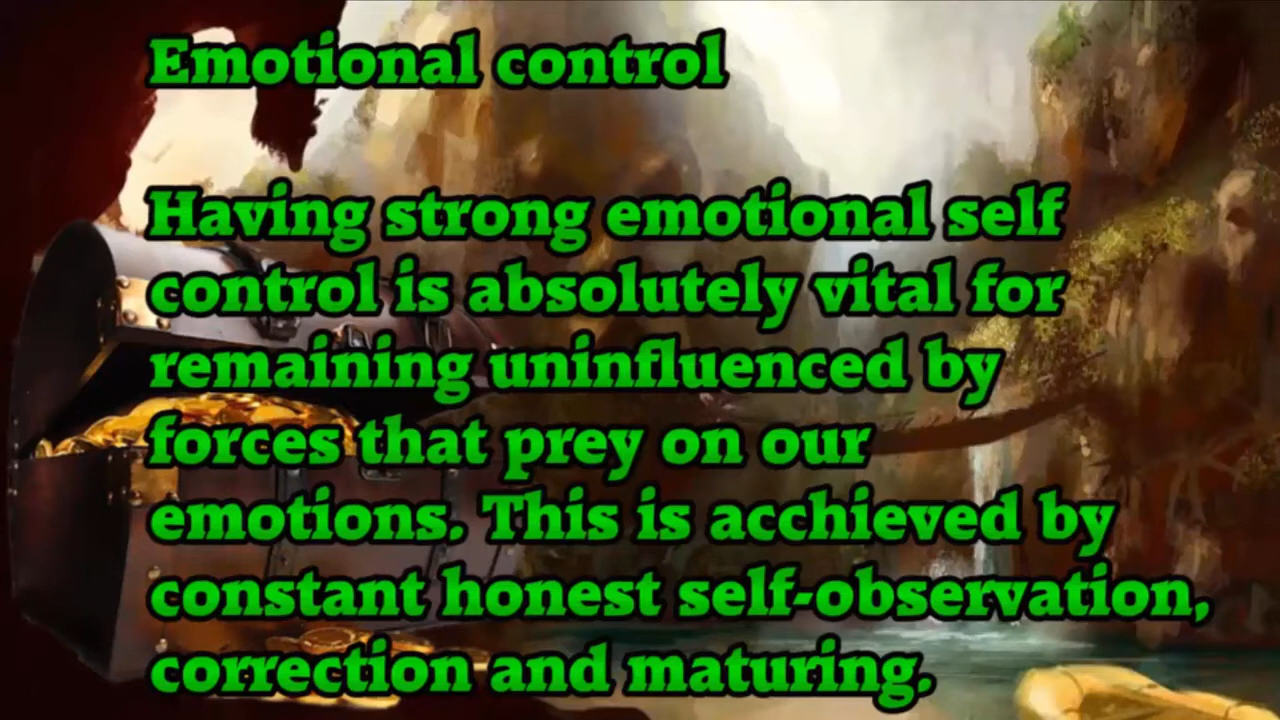 Emotional control
Having strong emotional self
control is absolutely vital for
remaining uninfluenced by
forces that prey on our
emotions. This is acchieved by
constant honest self-observation,
correction and maturing.